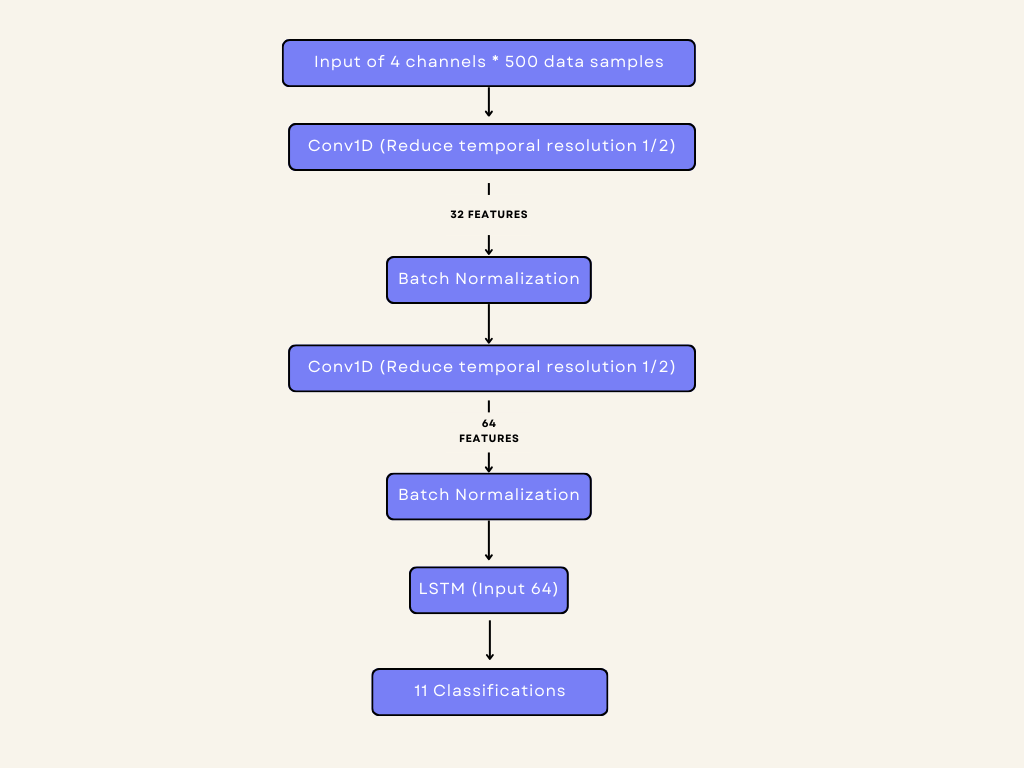 Input of 4 channels * 500 data samples
Conv1D (Reduce temporal resolution 1/2)
32 FEATURES
Batch Normalization
Conv1D (Reduce temporal resolution 1/2)
64
FEATURES
Batch Normalization
LSTM (Input 64)
11 Classifications